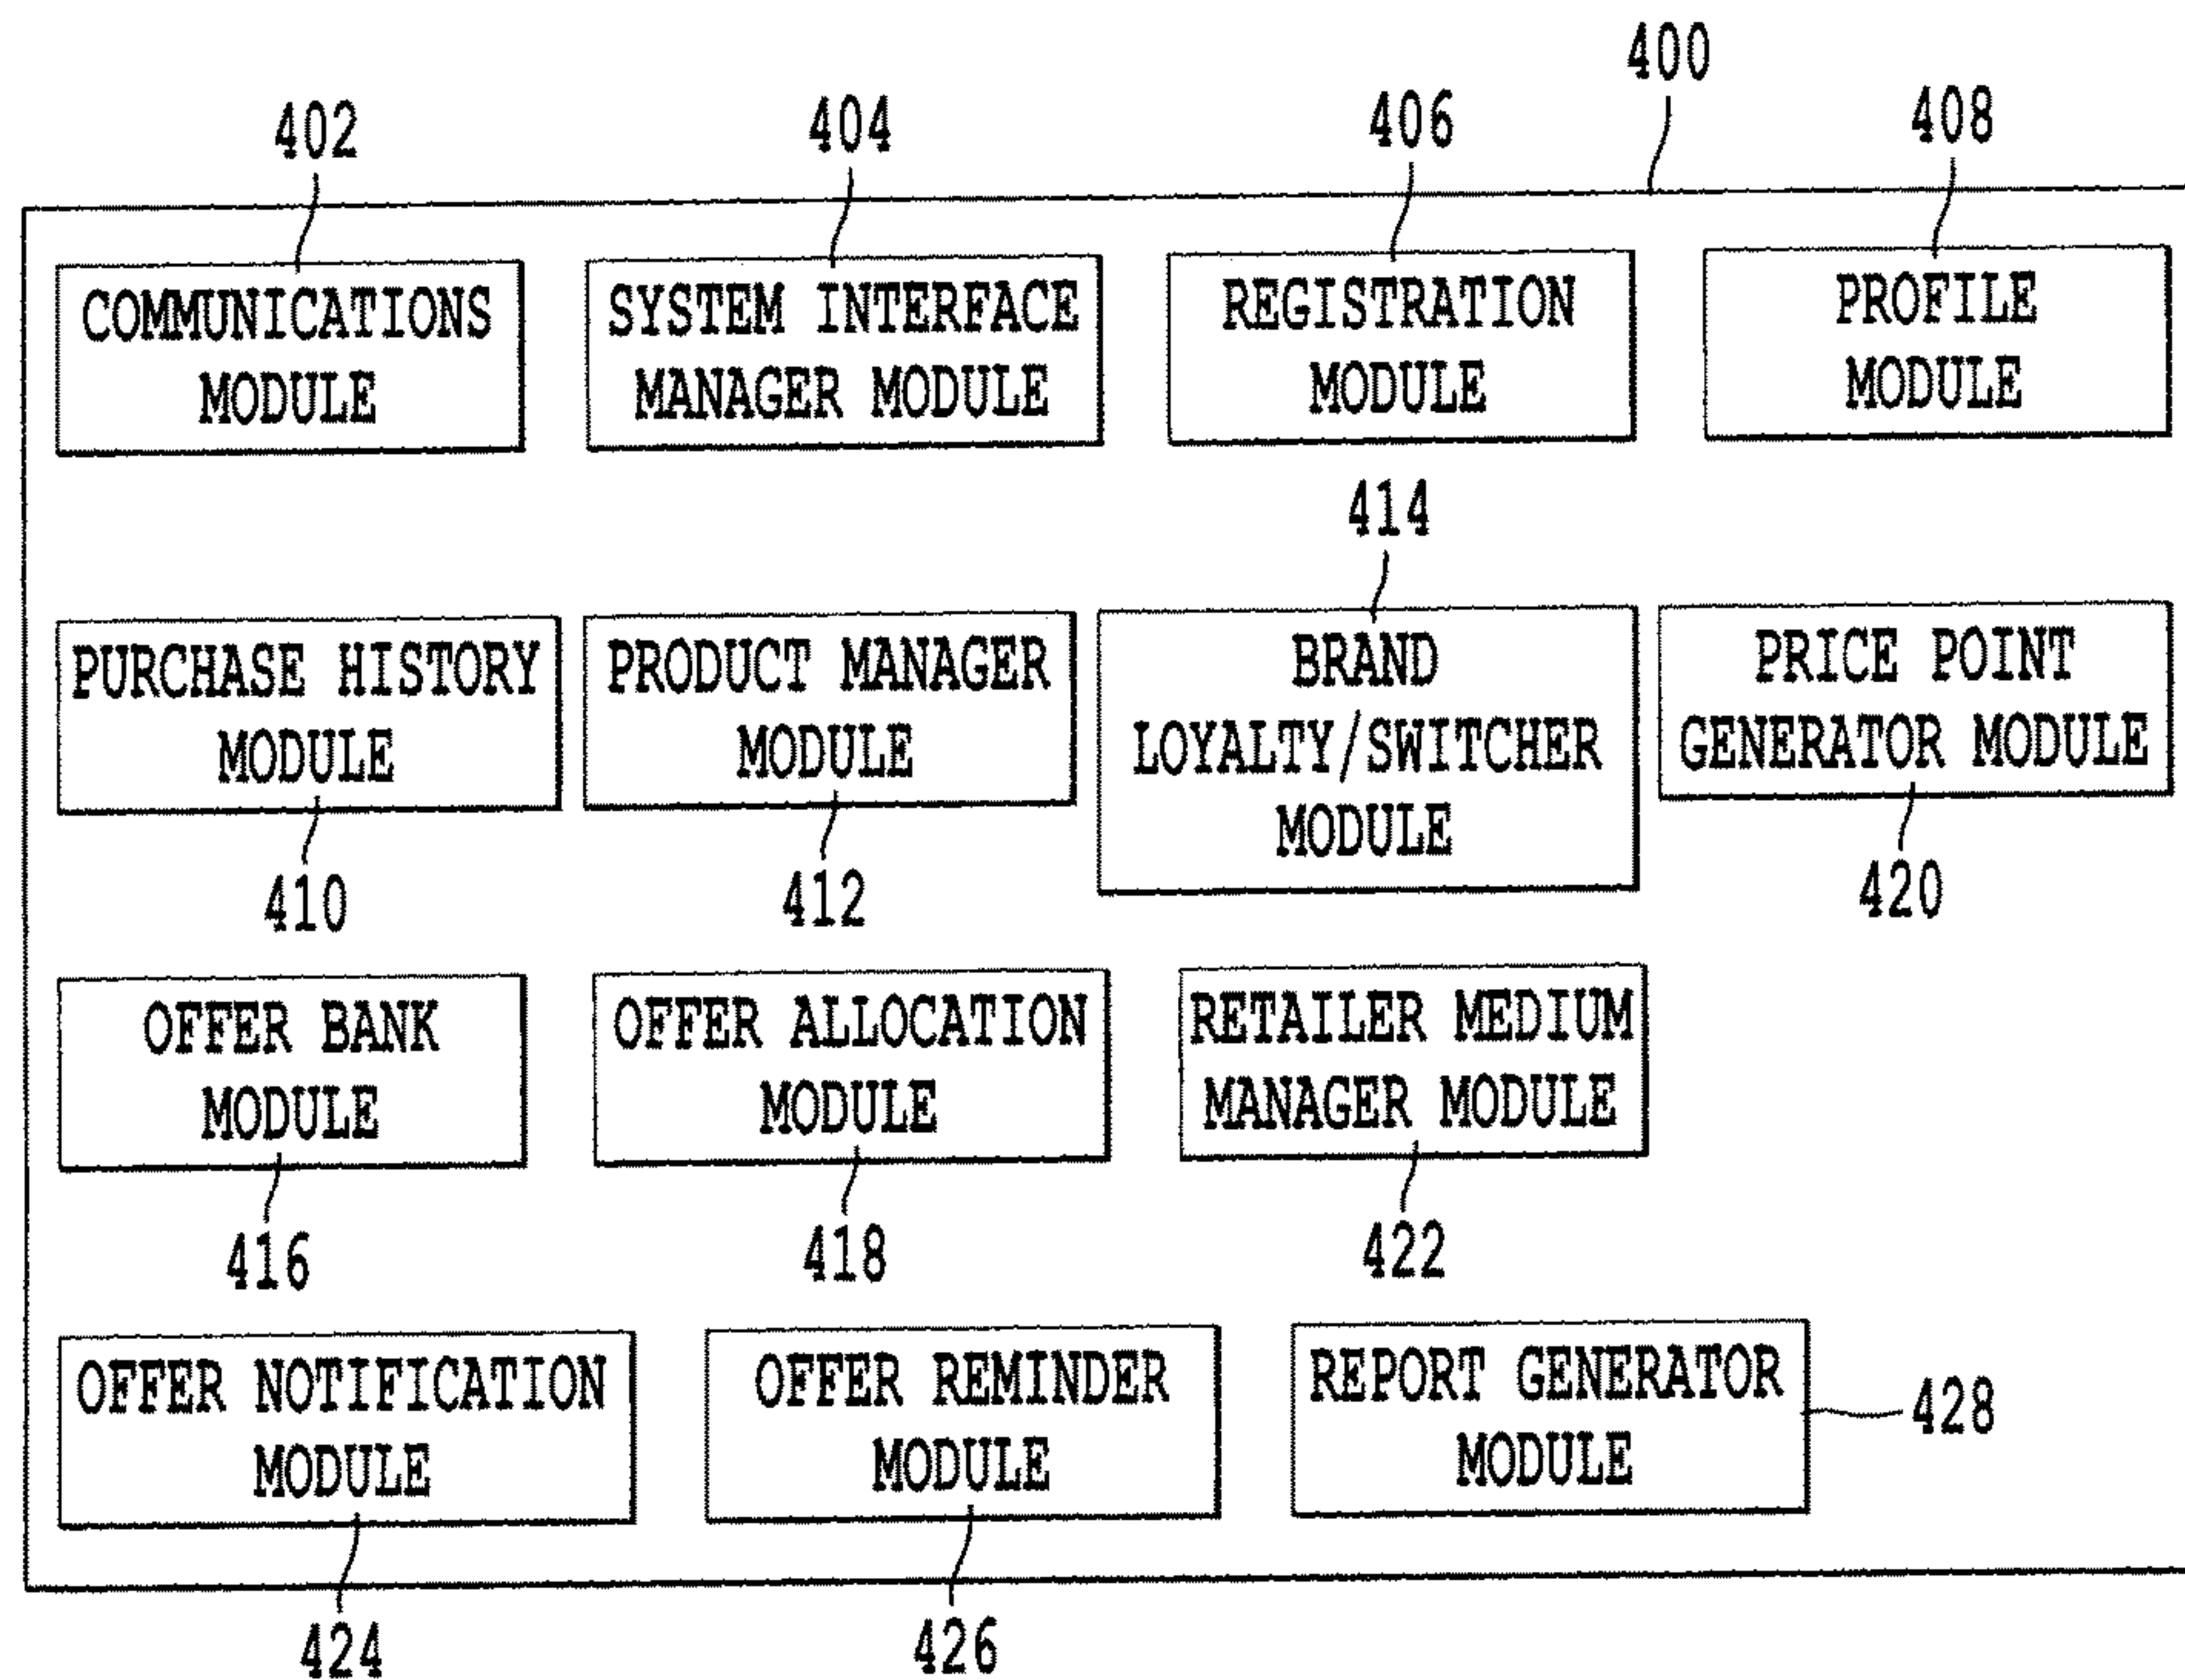 400
402
404
406
408
COMMUNICATIONS
MODULE
SYSTEM INTERFACE
MANAGER MODULE
REGISTRATION
MODULE
PROFILE
MODULE
414
PURCHASE HISTORY
MODULE
PRODUCT MANAGER
MODULE
BRAND
LOYALTY/SWITCHER
MODULE
PRICE POINT
GENERATOR MODULE
410
412
420
OFFER BANK
MODULE
OFFER ALLOCATION
MODULE
RETAILER MEDIUM
MANAGER MODULE
416
418
422
OFFER NOTIFICATION
MODULE
OFFER REMINDER
MODULE
REPORT GENERATOR
MODULE
428
424
426